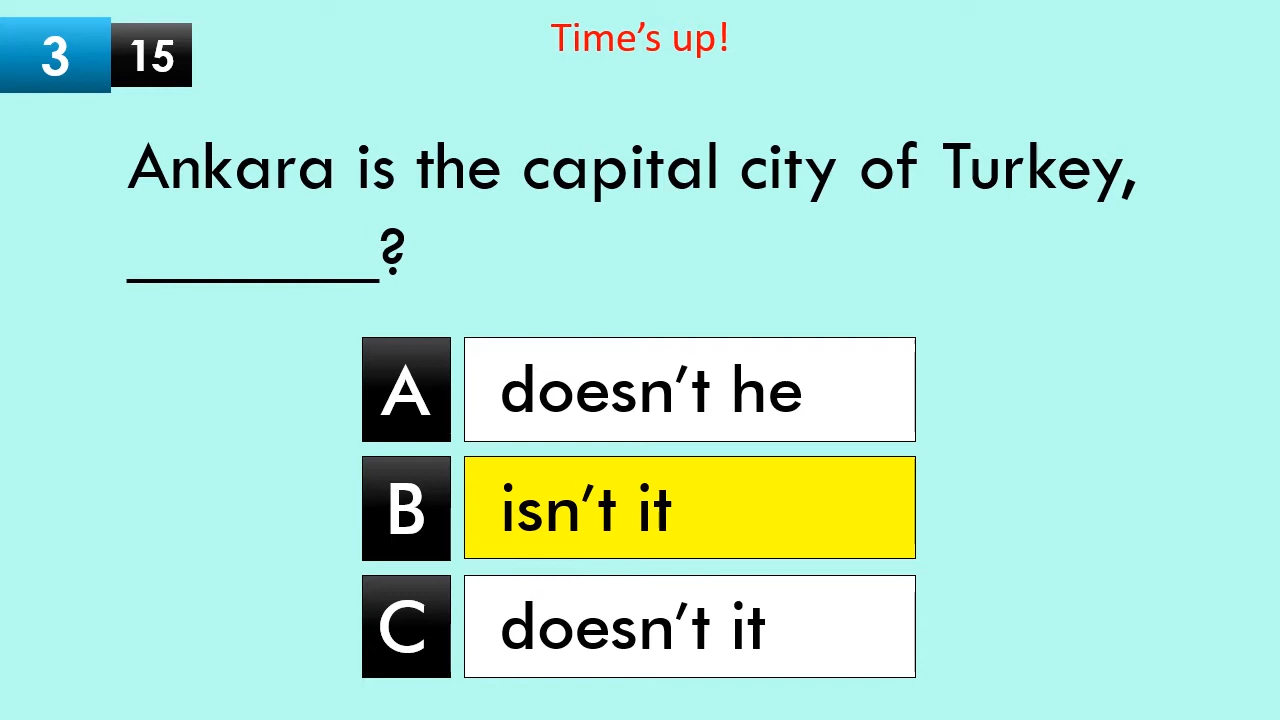 3 15
Time’s up!
Ankara is the capital city of Turkey,
________?
A doesn’t he
B isn’t it
C doesn’t it